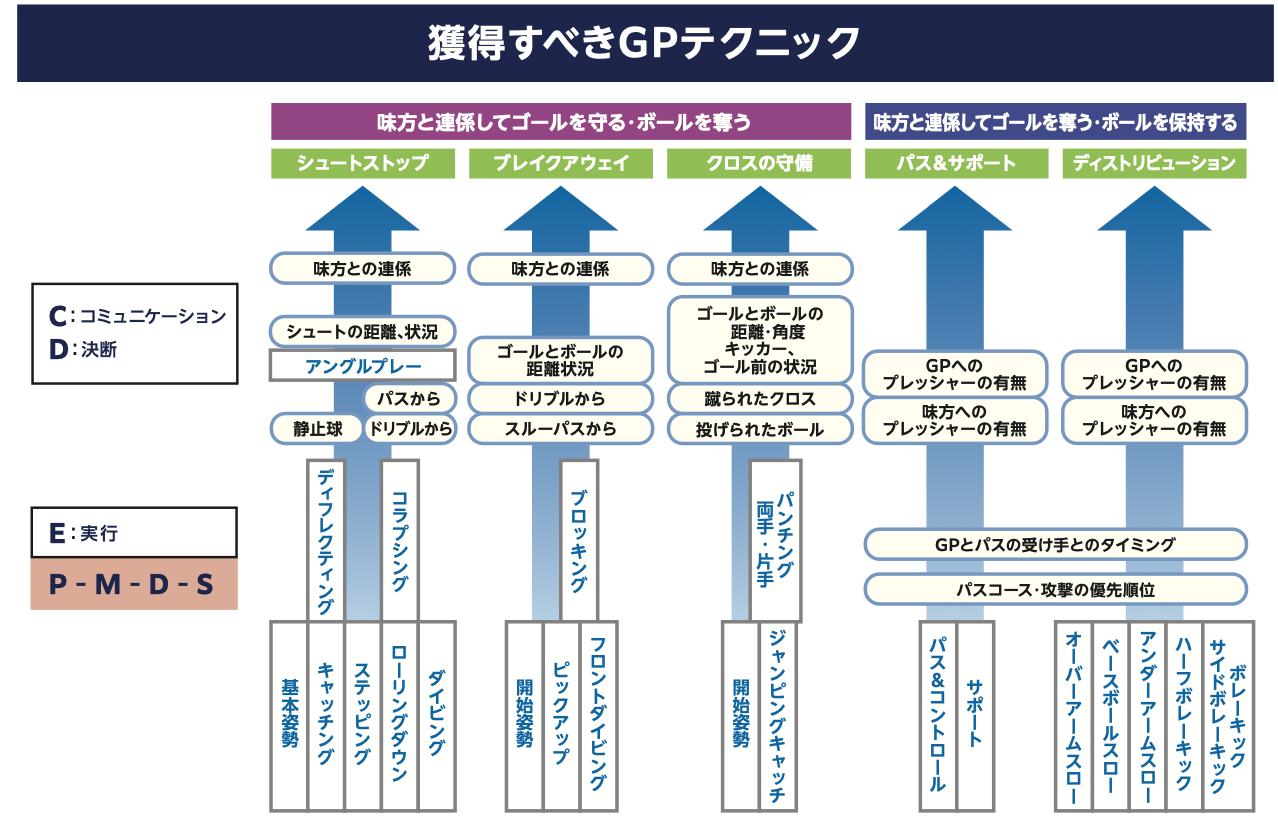 獲得すべきGPテクニック
味方と連係してゴールを守る・ボールを奪う
味方と連係してゴールを奪う・ボールを保持する
シュートストップ
ブレイクアウェイ
クロスの守備
パス&サポート
ディストリビューション
C：コミュニケーション
D：決断
E：実行
P - M - D - S
味方との連係
シュートの距離、状況
アングルプレー
パスから
静止球
ドリブルから
ディフレクティング
コラプシング
基本姿勢
キャッチング
ステッピング
ローリングダウン
ダイビング
味方との連係
ゴールとボールの
距離状況
ドリブルから
スルーパスから
ブロッキング
開始姿勢
ピックアップ
フロントダイビング
味方との連係
ゴールとボールの
距離・角度
キッカー、
ゴール前の状況
蹴られたクロス
投げられたボール
パンチング
両手・片手
開始姿勢
ジャンピングキャッチ
GPへの
プレッシャーの有無
味方への
プレッシャーの有無
GPへの
プレッシャーの有無
味方への
プレッシャーの有無
GPとパスの受け手とのタイミング
パスコース・攻撃の優先順位
パス&コントロール
サポート
オーバーアームスロー
ベースボールスロー
アンダーアームスロー
ハーフボレーキック
ボレーキック
サイドボレーキック